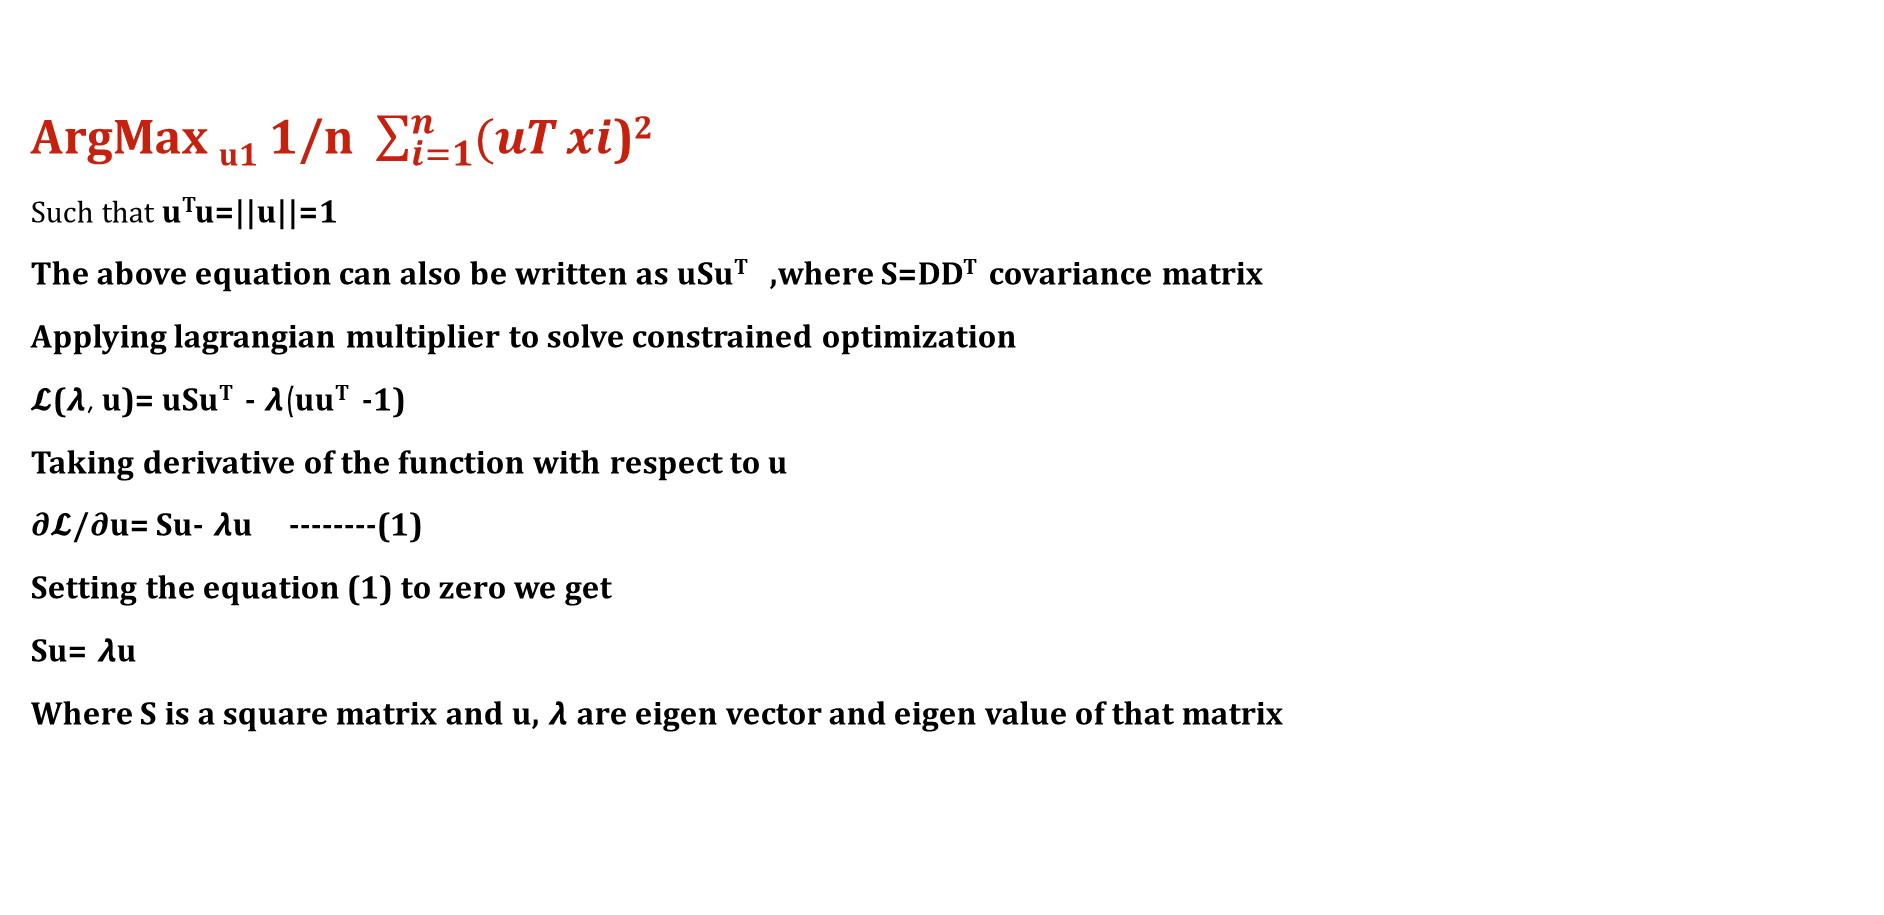 ArgMax u1 1/n ∑ⁿᵢ₌₁(uT xi)²
Such that uᵀu=||u||=1
The above equation can also be written as uSuᵀ ,where S=DDᵀ covariance matrix
Applying lagrangian multiplier to solve constrained optimization
ℒ(λ, u)= uSuᵀ - λ(uuᵀ -1)
Taking derivative of the function with respect to u
∂ℒ/∂u= Su- λu --------(1)
Setting the equation (1) to zero we get
Su= λu
Where S is a square matrix and u, λ are eigen vector and eigen value of that matrix